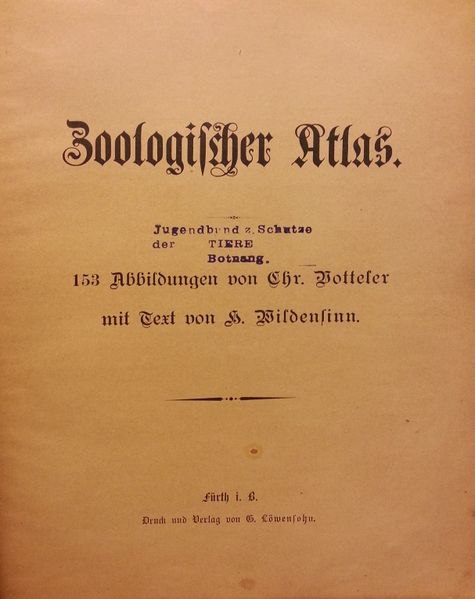 Zoologiſcher Atlas.
Jugendbund z. Schutze
der TIERE
Botnang.
153 Abbildungen von Chr. Votteler
mit Text von H. Wildenſinn.
Fürth i. B.
Druck und Verlag von G. Löwenſohn.